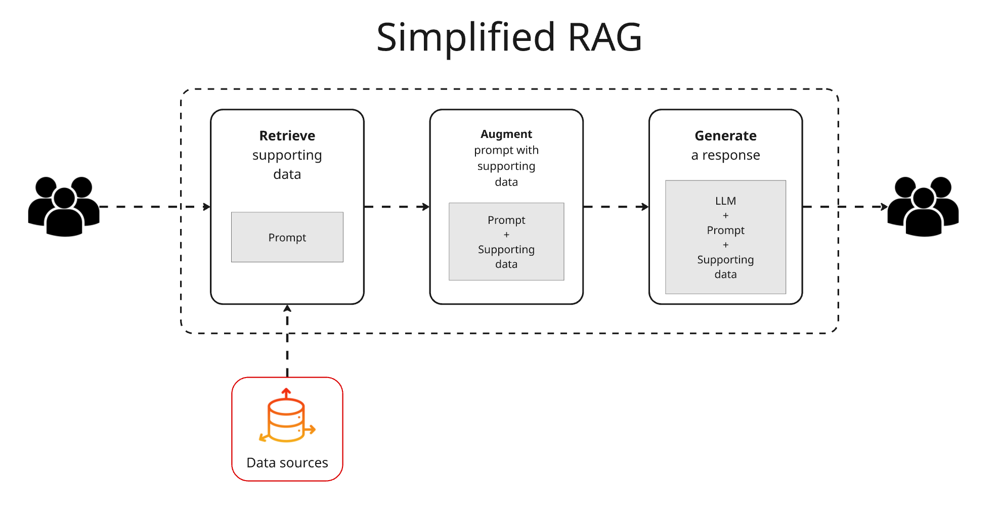 Simplified RAG
Retrieve
supporting
data
Prompt
Augment
prompt with
supporting
data
Prompt
+
Supporting
data
Generate
a response
LLM
+
Prompt
+
Supporting
data
Data sources